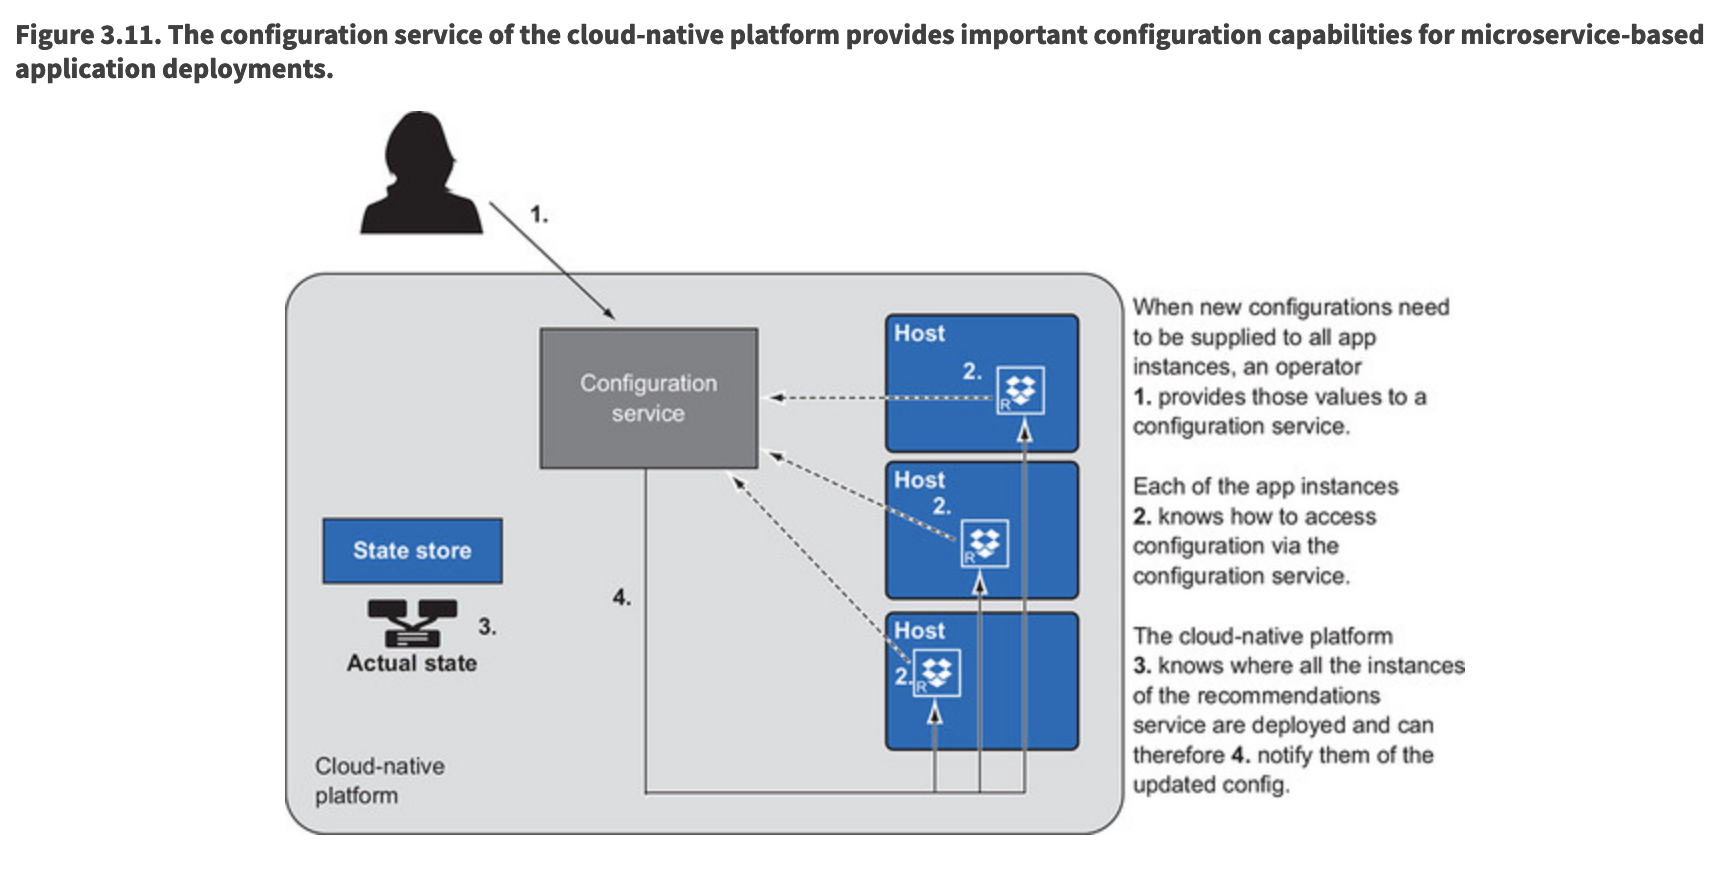 Figure 3.11. The configuration service of the cloud-native platform provides important configuration capabilities for microservice-based
application deployments.
1.
Configuration
service
Host
2.
R
Host
2.
R
Host
2.
R
State store
3.
Actual state
4.
Cloud-native
platform
When new configurations need
to be supplied to all app
instances, an operator
1. provides those values to a
configuration service.
Each of the app instances
2. knows how to access
configuration via the
configuration service.
The cloud-native platform
3. knows where all the instances
of the recommendations
service are deployed and can
therefore 4. notify them of the
updated config.